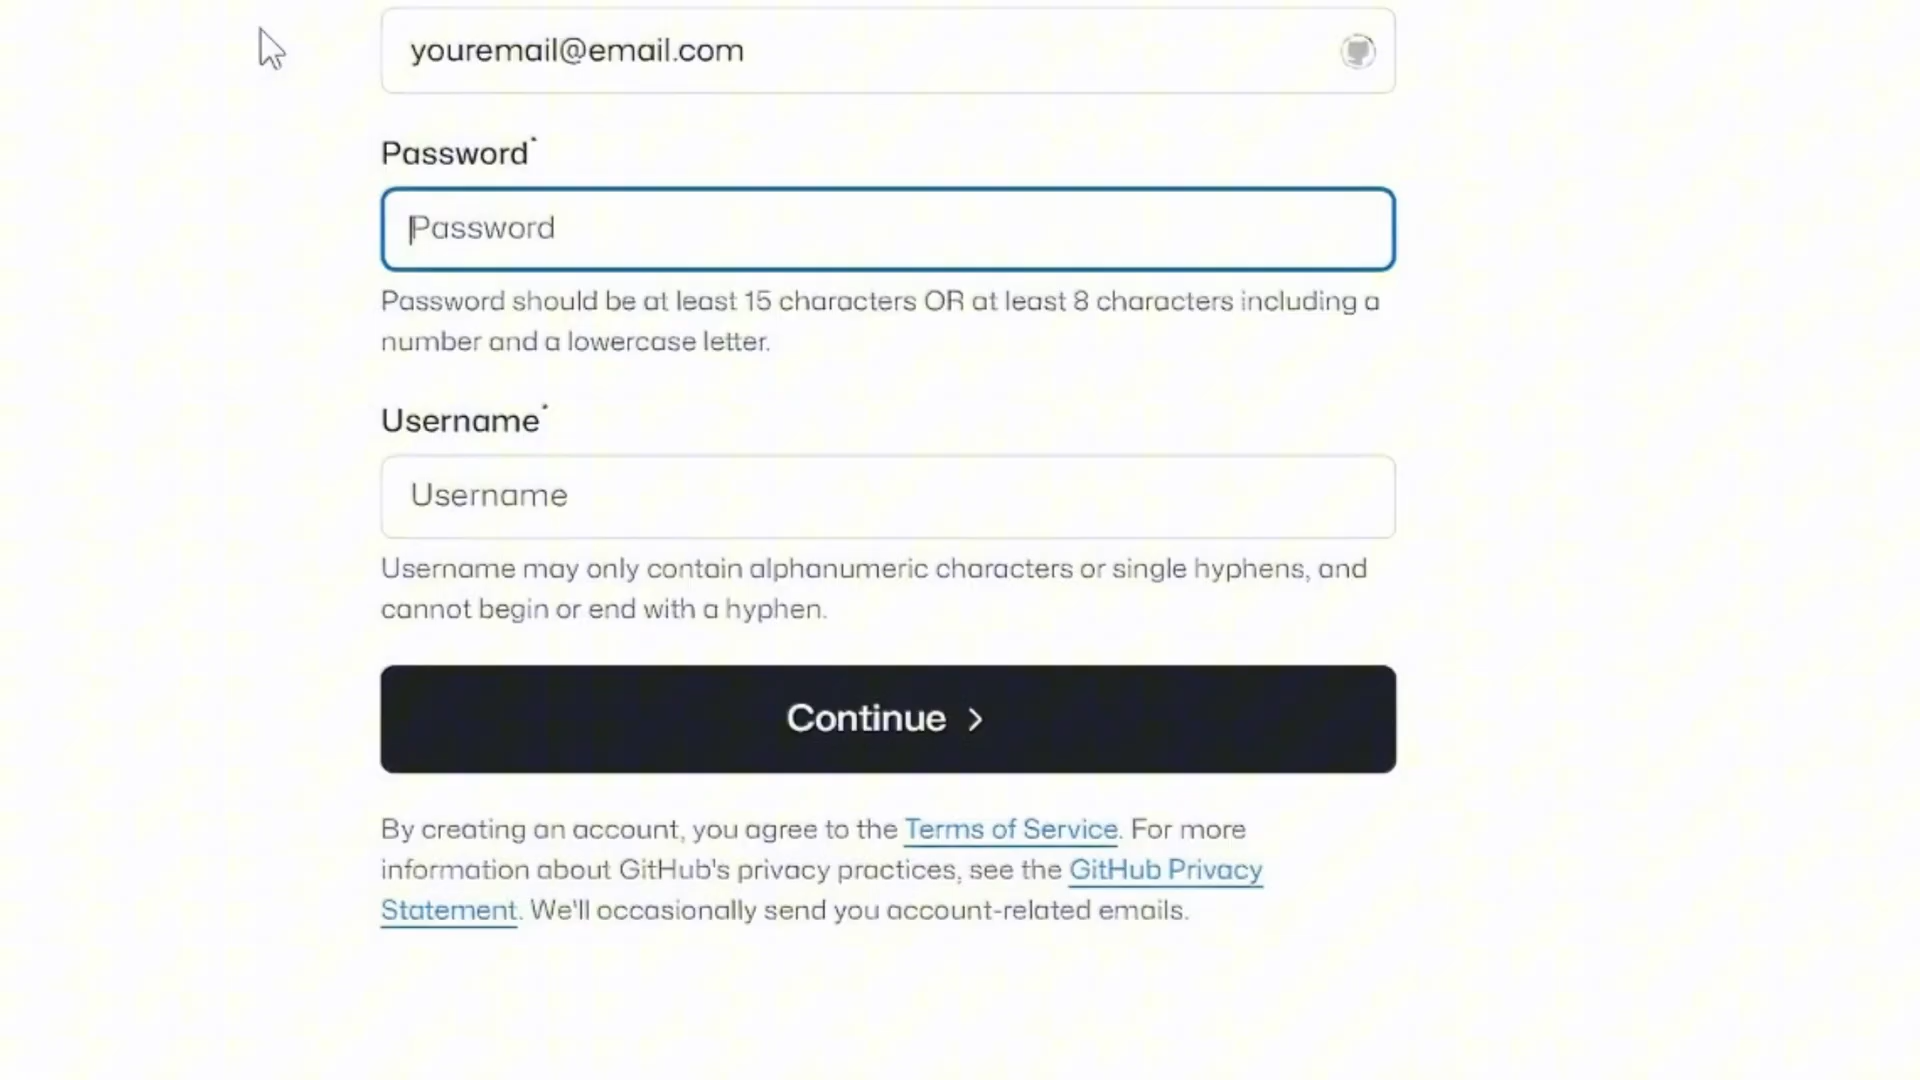 youremail@email.com
Password*
Password
Password should be at least 15 characters OR at least 8 characters including a
number and a lowercase letter.
Username*
Username
Username may only contain alphanumeric characters or single hyphens, and
cannot begin or end with a hyphen.
Continue >
By creating an account, you agree to the Terms of Service. For more
information about GitHub's privacy practices, see the GitHub Privacy
Statement. We'll occasionally send you account-related emails.